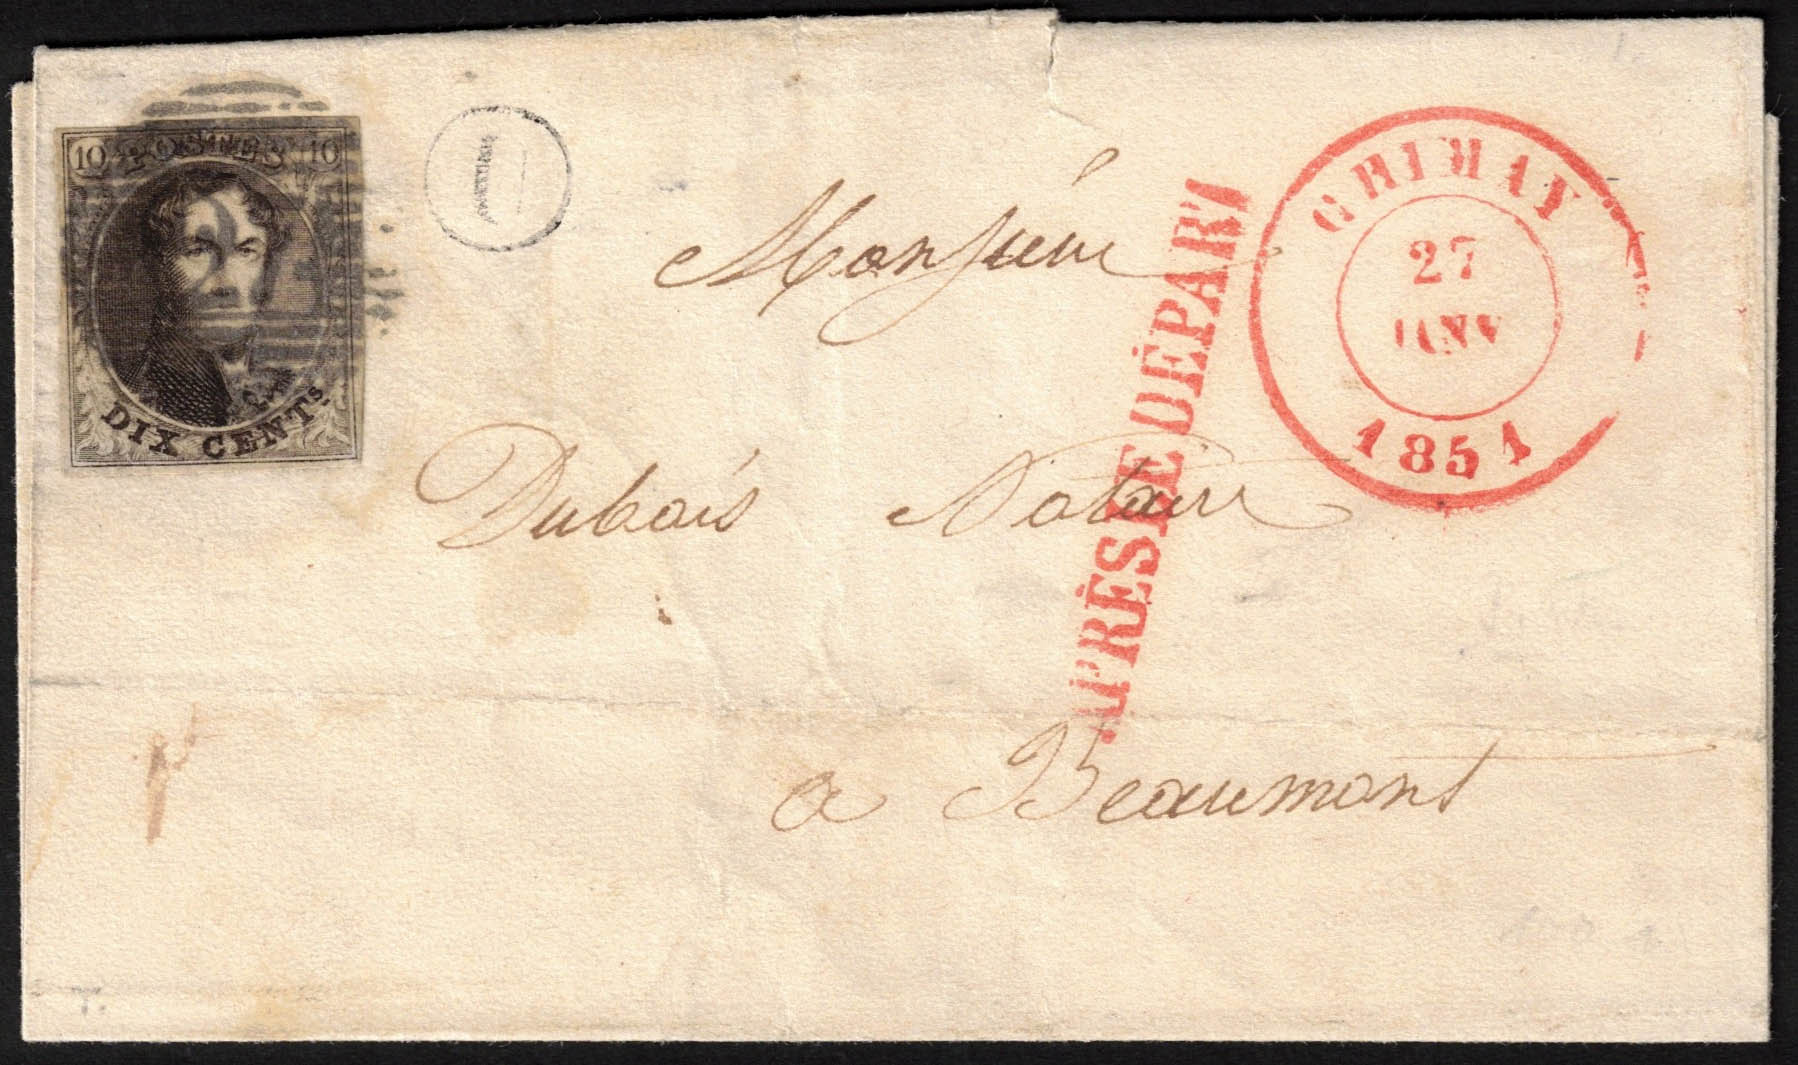 10 POSTES 10
DIX CENTS.
U
Monsieur
Dubois Notaire
a Beaumont
APRÈS LE DÉPART
CHIMAY
27
JANV
1851